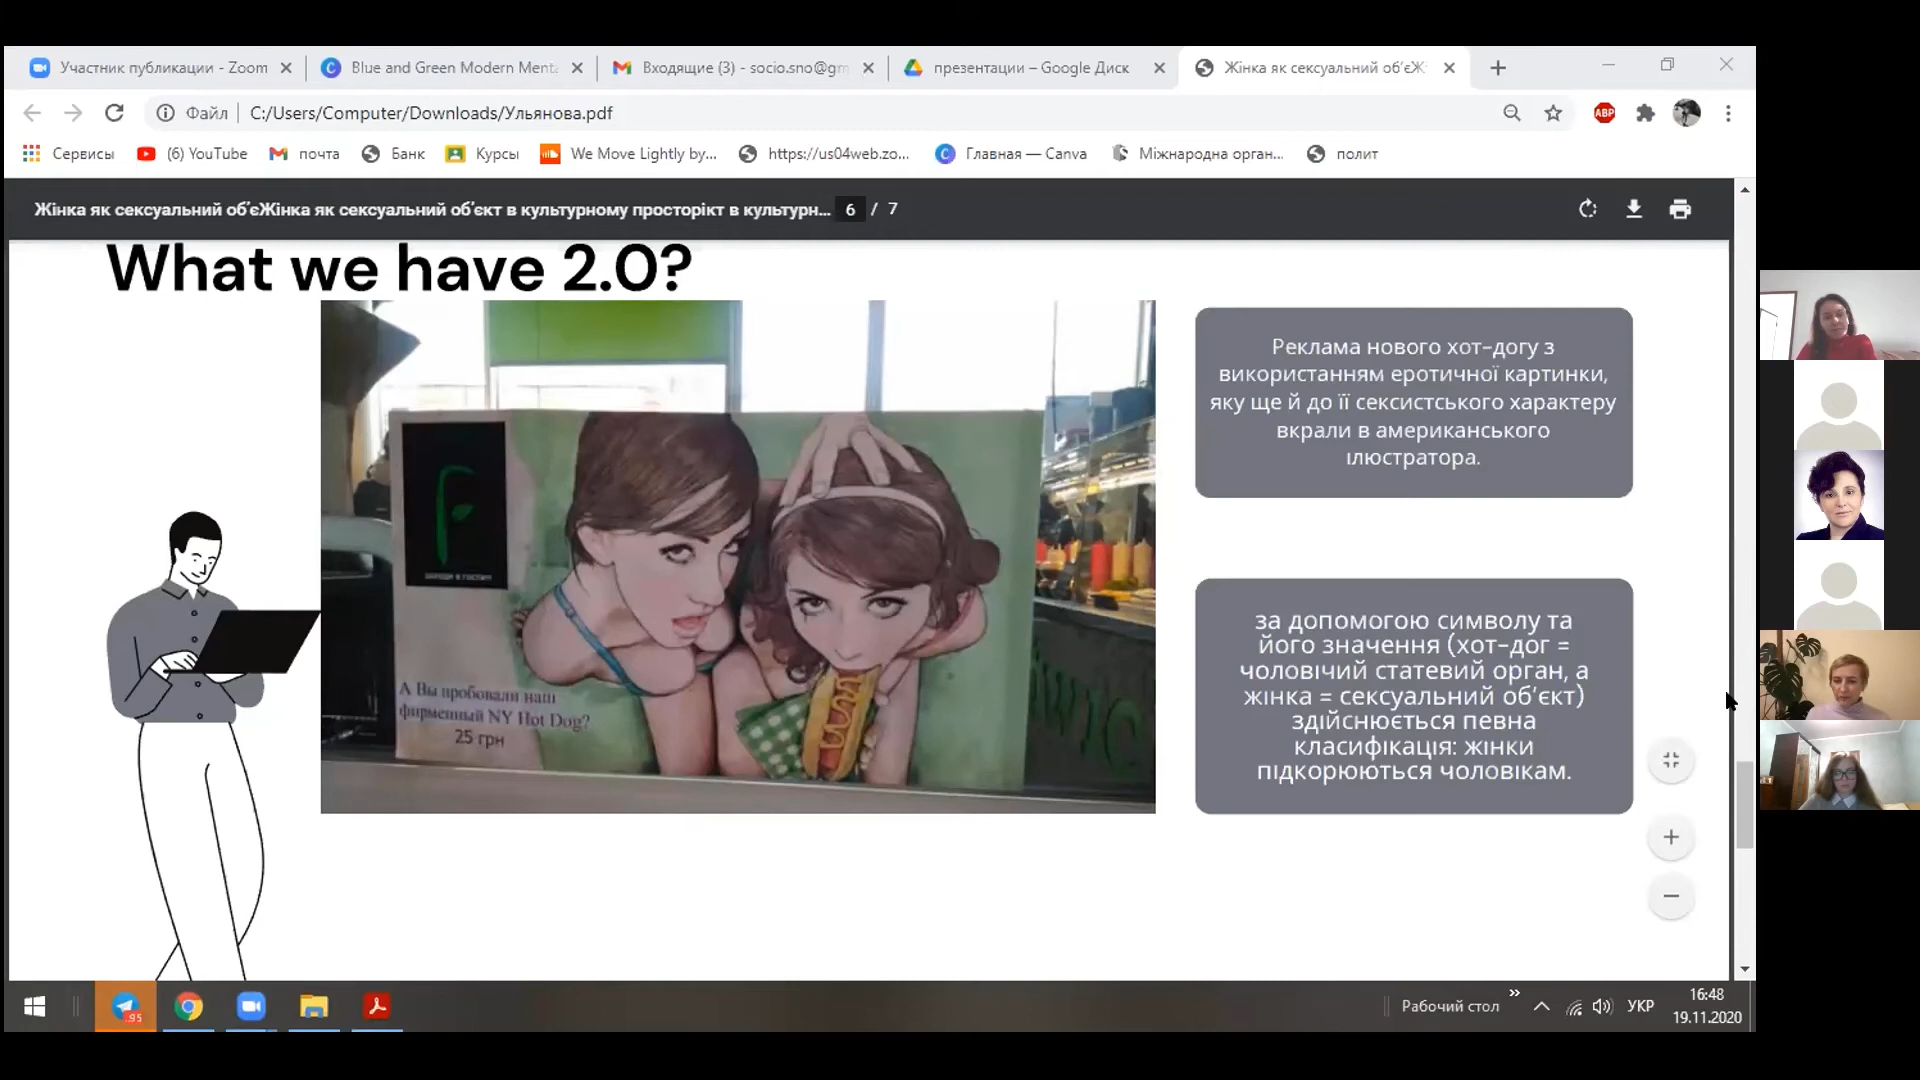 Участник публикации - Zoom
Blue and Green Modern Menta
Входящие (3) - socio.sno@gm
презентации – Google Диск
Жінка як сексуальний об'єЖ
Файл
C:/Users/Computer/Downloads/Ульянова.pdf
ABP
Сервисы
(6) YouTube
почта
Банк
Курсы
We Move Lightly by...
https://us04web.zo...
Главная — Canva
Міжнародна орган...
полит
Жінка як сексуальний об'єЖінка як сексуальний об'єкт в культурному просторікт в культурн...
6 / 7
What we have 2.0?
Реклама нового хот-догу з
використанням еротичної картинки,
яку ще й до її сексистського характеру
вкрали в американського
ілюстратора.
А Вы пробовали наш
фирменный NY Hot Dog?
25 грн
за допомогою символу та
його значення (хот-дог =
чоловічий статевий орган, а
жінка = сексуальний об'єкт)
здійснюється певна
класифікація: жінки
підкорюються чоловікам.
95
Рабочий стол
УКР
16:48
19.11.2020